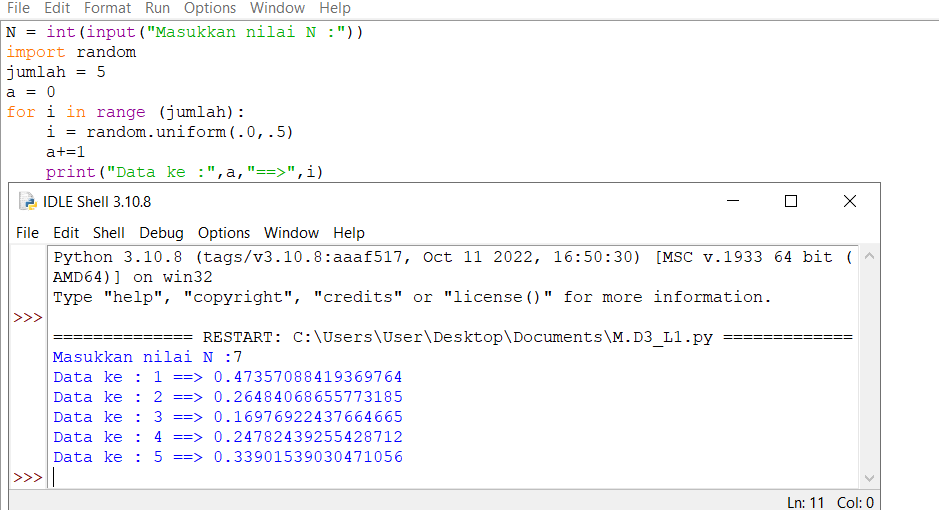 File Edit Format Run Options Window Help
N = int(input("Masukkan nilai N :"))
import random
jumlah = 5
a = 0
for i in range (jumlah):
    i = random.uniform(.0,.5)
    a+=1
    print("Data ke :",a,"==>",i)
IDLE Shell 3.10.8
File Edit Shell Debug Options Window Help
Python 3.10.8 (tags/v3.10.8:aaaf517, Oct 11 2022, 16:50:30) [MSC v.1933 64 bit (
AMD64)] on win32
Type "help", "copyright", "credits" or "license()" for more information.
>>>
============== RESTART: C:\Users\User\Desktop\Documents\M.D3_L1.py =============
Masukkan nilai N :7
Data ke : 1 ==> 0.47357088419369764
Data ke : 2 ==> 0.26484068655773185
Data ke : 3 ==> 0.16976922437664665
Data ke : 4 ==> 0.24782439255428712
Data ke : 5 ==> 0.33901539030471056
>>>
Ln: 11 Col: 0